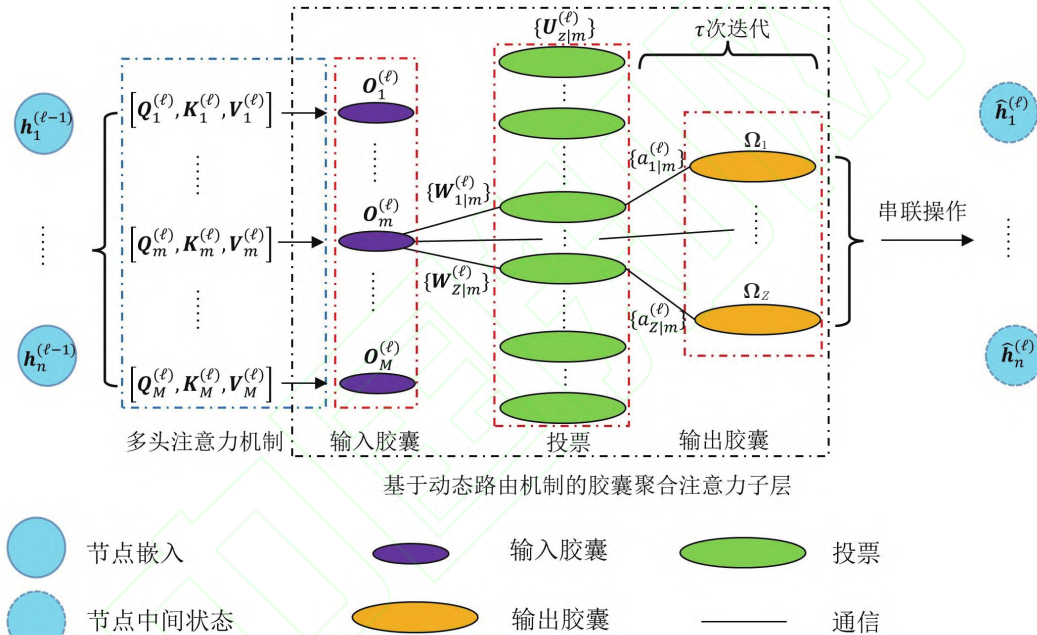 {𝑼_{z|m}^{(ℓ)}}
τ次迭代
𝒉_1^{(ℓ−1)}
[𝑸_1^{(ℓ)}, 𝑲_1^{(ℓ)}, 𝑽_1^{(ℓ)}]
𝑶_1^{(ℓ)}
{a_{1|m}^{(ℓ)}}
Ω_1
ĥ_1^{(ℓ)}
{𝑾_{1|m}^{(ℓ)}}
[𝑸_m^{(ℓ)}, 𝑲_m^{(ℓ)}, 𝑽_m^{(ℓ)}]
𝑶_m^{(ℓ)}
串联操作
{𝑾_{Z|m}^{(ℓ)}}
{a_{Z|m}^{(ℓ)}}
Ω_Z
𝒉_n^{(ℓ−1)}
ĥ_n^{(ℓ)}
[𝑸_M^{(ℓ)}, 𝑲_M^{(ℓ)}, 𝑽_M^{(ℓ)}]
𝑶_M^{(ℓ)}
多头注意力机制
输入胶囊
投票
输出胶囊
基于动态路由机制的胶囊聚合注意力子层
节点嵌入
输入胶囊
投票
节点中间状态
输出胶囊
通信